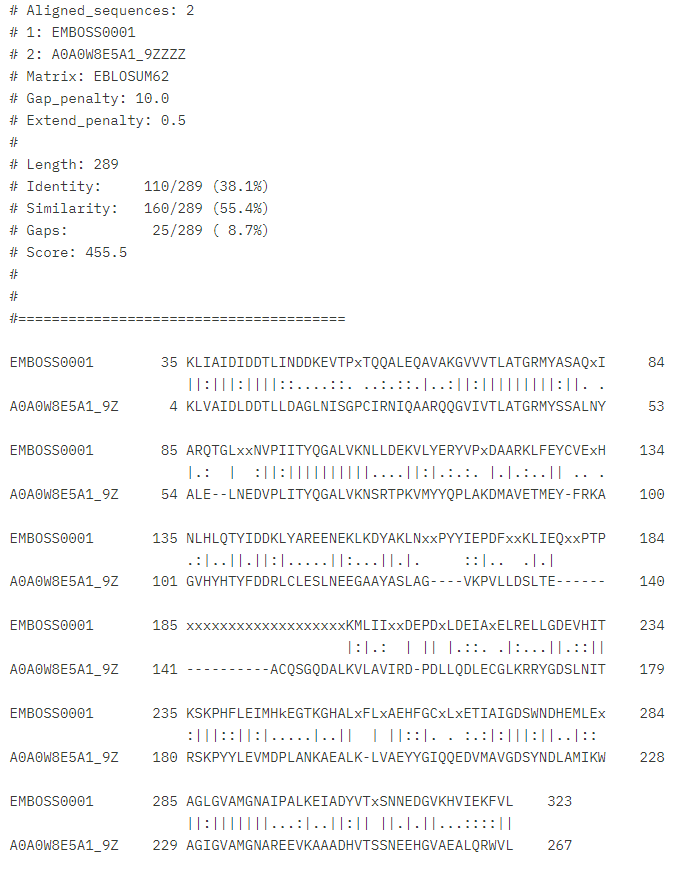 # Aligned_sequences: 2
# 1: EMBOSS0001
# 2: A0A0W8E5A1_9ZZZZ
# Matrix: EBLOSUM62
# Gap_penalty: 10.0
# Extend_penalty: 0.5
#
# Length: 289
# Identity:     110/289 (38.1%)
# Similarity:   160/289 (55.4%)
# Gaps:          25/289 ( 8.7%)
# Score: 455.5
#
#
#=======================================
EMBOSS0001        35 KLIAIDIDDTLINDDKEVTPxTQQALEQAVAKGVVVTLATGRMYASAQxI     84
                     ||:|||:||||::....::. ..:.::.|..:||:|||||||||:||. .
A0A0W8E5A1_9Z      4 KLVAIDLDDTLLDAGLNISGPCIRNIQAARQQGVIVTLATGRMYSSALNY     53
EMBOSS0001        85 ARQTGLxxNVPIITYQGALVKNLLDEKVLYERYVPxDAARKLFEYCVExH    134
                     |.:  |  :||:||||||||||....||:|.:.:. |.|.:..|| .. .
A0A0W8E5A1_9Z     54 ALE--LNEDVPLITYQGALVKNSRTPKVMYYQPLAKDMAVETMEY-FRKA    100
EMBOSS0001       135 NLHLQTYIDDKLYAREENEKLKDYAKLNxxPYYIEPDFxxKLIEQxxPTP    184
                     .:|..||.||:|.....||:...||.|.     ::|..  .|.|
A0A0W8E5A1_9Z    101 GVHYHTYFDDRLCLESLNEEGAAYASLAG----VKPVLLDSLTE------    140
EMBOSS0001       185 xxxxxxxxxxxxxxxxxxxKMLIIxxDEPDxLDEIAxELRELLGDEVHIT    234
                                        |:|.:  | || |.::. .|:...||.::||
A0A0W8E5A1_9Z    141 ----------ACQSGQDALKVLAVIRD-PDLLQDLECGLKRRYGDSLNIT    179
EMBOSS0001       235 KSKPHFLEIMHkEGTKGHALxFLxAEHFGCxLxETIAIGDSWNDHEMLEx    284
                     :|||::||:|.....|..||  | ||::|. . :.:|:|||:||..|::
A0A0W8E5A1_9Z    180 RSKPYYLEVMDPLANKAEALK-LVAEYYGIQQEDVMAVGDSYNDLAMIKW    228
EMBOSS0001       285 AGLGVAMGNAIPALKEIADYVTxSNNEDGVKHVIEKFVL    323
                     ||:|||||||...:|..||:|| ||.|.||...::::||
A0A0W8E5A1_9Z    229 AGIGVAMGNAREEVKAAADHVTSSNEEHGVAEALQRWVL    267